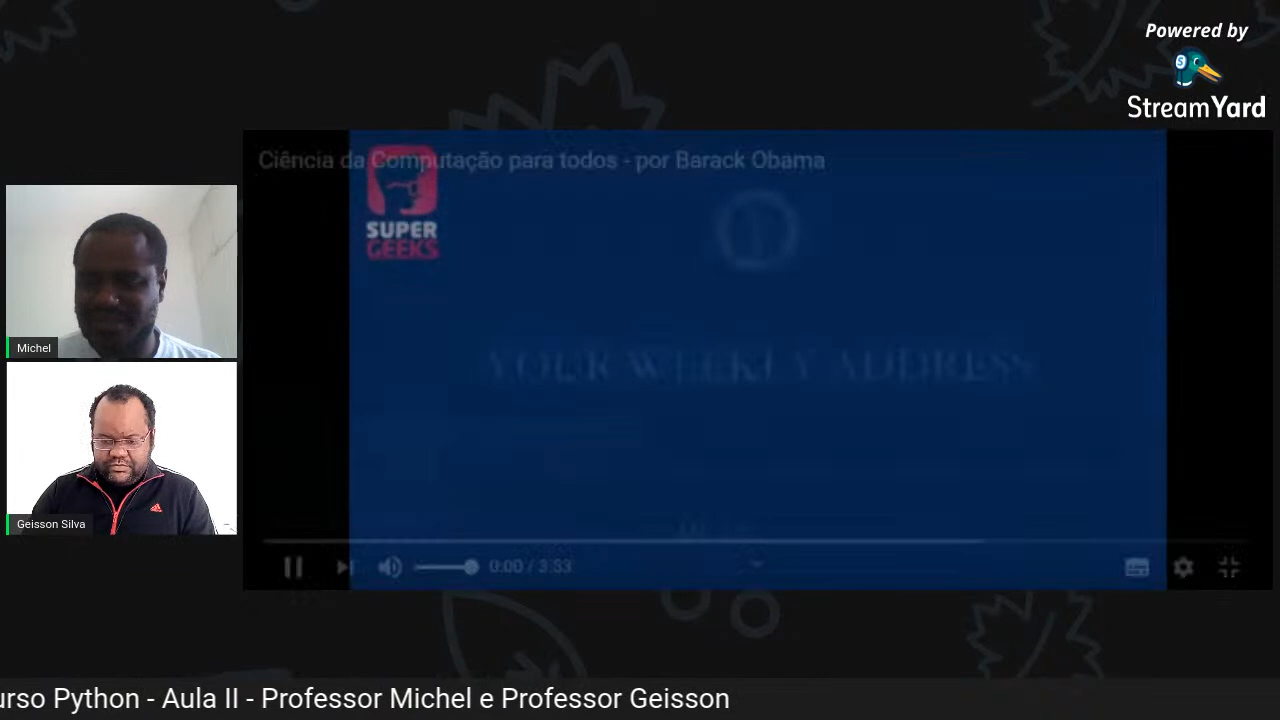 Powered by
StreamYard
Ciência da Computação para todos - por Barack Obama
SUPER
GEEKS
YOUR WEEKLY ADDRESS
Michel
Geisson Silva
0:00 / 3:33
urso Python - Aula II - Professor Michel e Professor Geisson